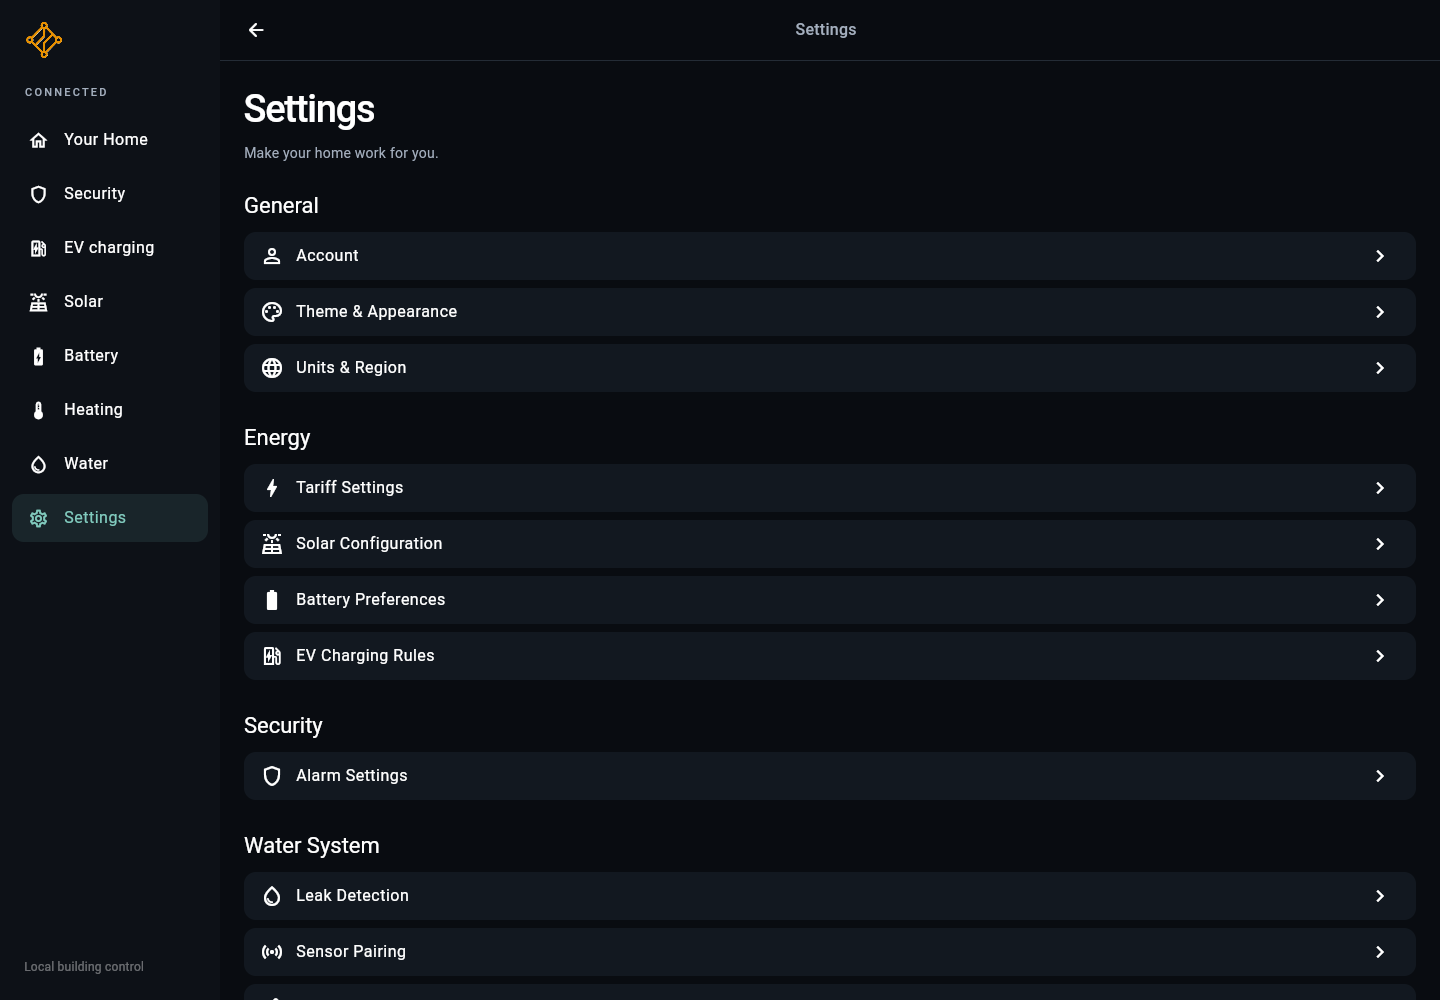 CONNECTED
Your Home
Security
EV charging
Solar
Battery
Heating
Water
Settings
Local building control
Settings
Settings
Make your home work for you.
General
Account
Theme & Appearance
Units & Region
Energy
Tariff Settings
Solar Configuration
Battery Preferences
EV Charging Rules
Security
Alarm Settings
Water System
Leak Detection
Sensor Pairing